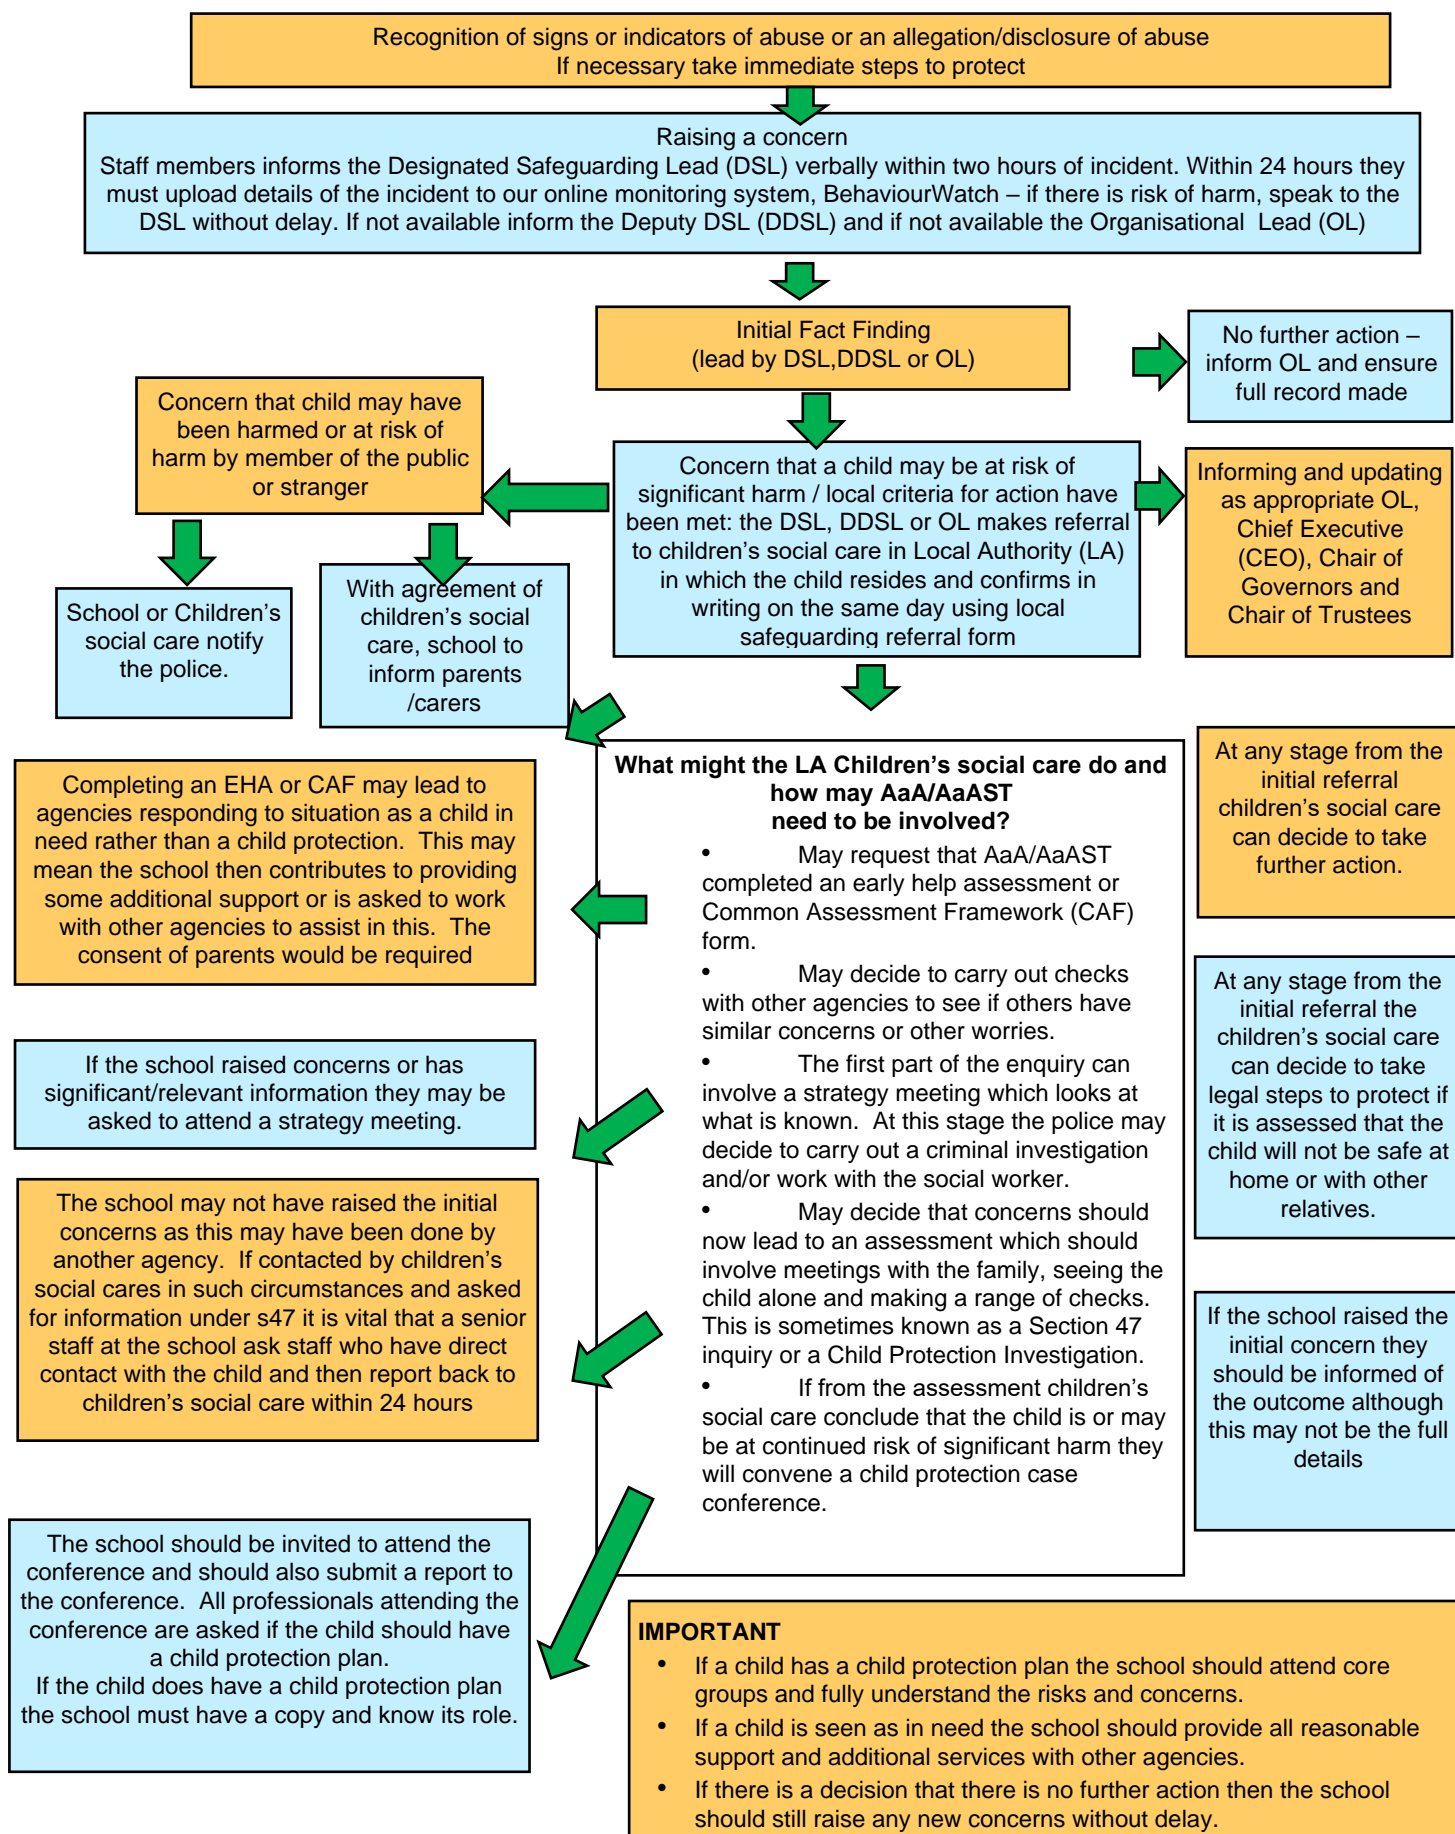 Recognition of signs or indicators of abuse or an allegation/disclosure of abuse
If necessary take immediate steps to protect
Raising a concern
Staff members informs the Designated Safeguarding Lead (DSL) verbally within two hours of incident. Within 24 hours they
must upload details of the incident to our online monitoring system, BehaviourWatch – if there is risk of harm, speak to the
DSL without delay. If not available inform the Deputy DSL (DDSL) and if not available the Organisational  Lead (OL)
Initial Fact Finding
(lead by DSL,DDSL or OL)
No further action –
inform OL and ensure
full record made
Concern that child may have
been harmed or at risk of
harm by member of the public
or stranger
Concern that a child may be at risk of
significant harm / local criteria for action have
been met: the DSL, DDSL or OL makes referral
to children's social care in Local Authority (LA)
in which the child resides and confirms in
writing on the same day using local
safeguarding referral form
Informing and updating
as appropriate OL,
Chief Executive
(CEO), Chair of
Governors and
Chair of Trustees
School or Children's
social care notify
the police.
With agreement of
children's social
care, school to
inform parents
/carers
What might the LA Children's social care do and
how may AaA/AaAST
need to be involved?
• May request that AaA/AaAST
completed an early help assessment or
Common Assessment Framework (CAF)
form.
• May decide to carry out checks
with other agencies to see if others have
similar concerns or other worries.
• The first part of the enquiry can
involve a strategy meeting which looks at
what is known.  At this stage the police may
decide to carry out a criminal investigation
and/or work with the social worker.
• May decide that concerns should
now lead to an assessment which should
involve meetings with the family, seeing the
child alone and making a range of checks.
This is sometimes known as a Section 47
inquiry or a Child Protection Investigation.
• If from the assessment children's
social care conclude that the child is or may
be at continued risk of significant harm they
will convene a child protection case
conference.
Completing an EHA or CAF may lead to
agencies responding to situation as a child in
need rather than a child protection.  This may
mean the school then contributes to providing
some additional support or is asked to work
with other agencies to assist in this.  The
consent of parents would be required
If the school raised concerns or has
significant/relevant information they may be
asked to attend a strategy meeting.
The school may not have raised the initial
concerns as this may have been done by
another agency.  If contacted by children's
social cares in such circumstances and asked
for information under s47 it is vital that a senior
staff at the school ask staff who have direct
contact with the child and then report back to
children's social care within 24 hours
The school should be invited to attend the
conference and should also submit a report to
the conference.  All professionals attending the
conference are asked if the child should have
a child protection plan.
If the child does have a child protection plan
the school must have a copy and know its role.
At any stage from the
initial referral
children's social care
can decide to take
further action.
At any stage from the
initial referral the
children's social care
can decide to take
legal steps to protect if
it is assessed that the
child will not be safe at
home or with other
relatives.
If the school raised the
initial concern they
should be informed of
the outcome although
this may not be the full
details
IMPORTANT
• If a child has a child protection plan the school should attend core
groups and fully understand the risks and concerns.
• If a child is seen as in need the school should provide all reasonable
support and additional services with other agencies.
• If there is a decision that there is no further action then the school
should still raise any new concerns without delay.